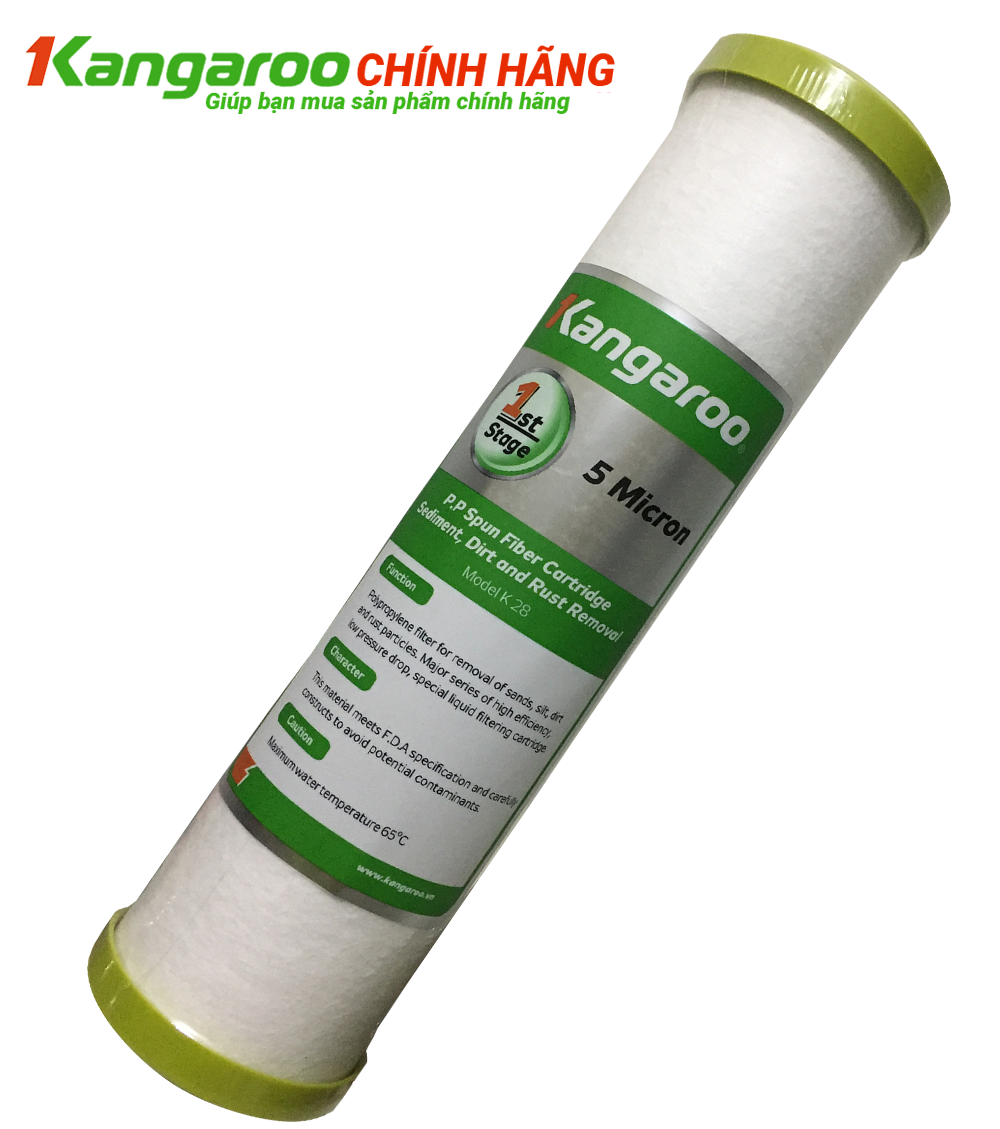 Kangaroo CHÍNH HÃNG
Giúp bạn mua sản phẩm chính hãng
Kangaroo®
1st
Stage
5 Micron
P.P Spun Fiber Cartridge
Sediment, Dirt and Rust Removal
Model K 28
Function
Polypropylene filter for removal of sands, silt, dirt
and rust particles. Major series of high efficiency,
low pressure drop, special liquid filtering cartridge.
Character
This material meets F.D.A specification and carefully
constructs to avoid potential contaminants.
Caution
Maximum water temperature 65°C
www.kangaroo.vn